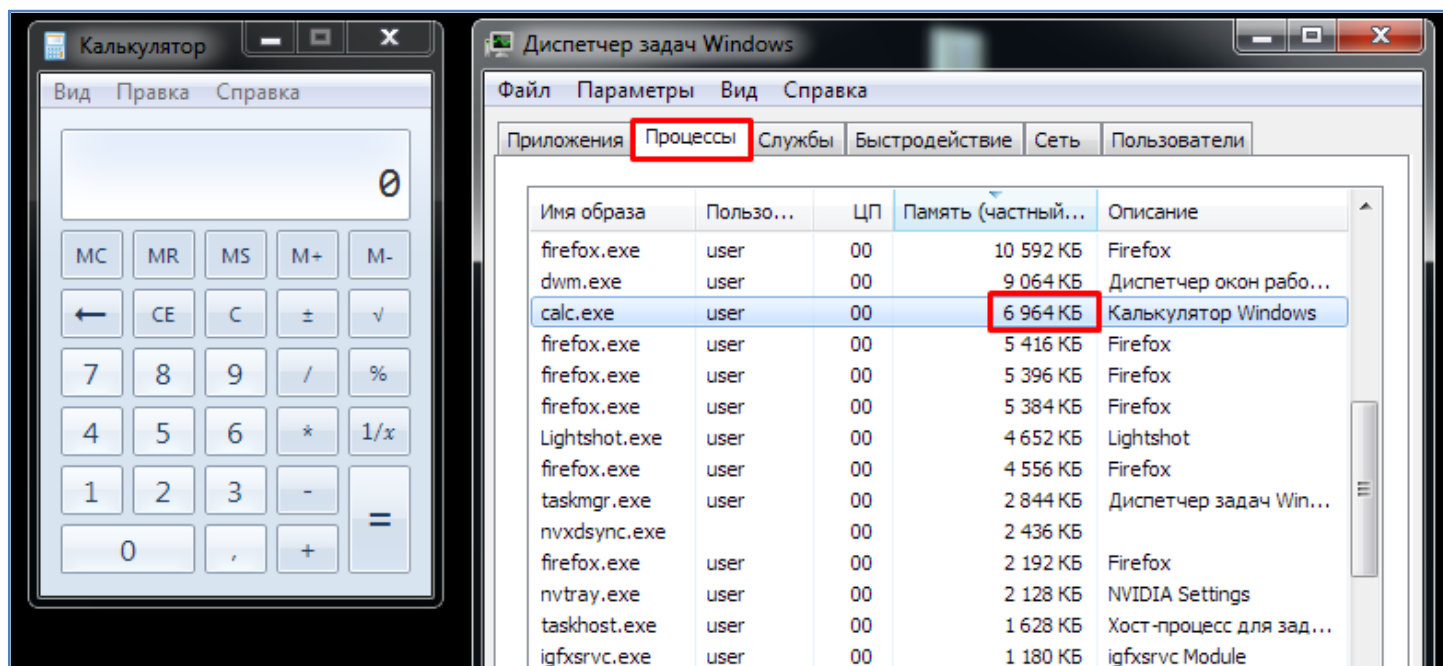 Калькулятор
Вид Правка Справка
0
MC MR MS M+ M-
← CE C ± √
7 8 9 / %
4 5 6 * 1/x
1 2 3 - =
0 , +
Диспетчер задач Windows
Файл Параметры Вид Справка
Приложения Процессы Службы Быстродействие Сеть Пользователи
Имя образа Пользо... ЦП Память (частный... Описание
firefox.exe user 00 10 592 КБ Firefox
dwm.exe user 00 9 064 КБ Диспетчер окон рабо...
calc.exe user 00 6 964 КБ Калькулятор Windows
firefox.exe user 00 5 416 КБ Firefox
firefox.exe user 00 5 396 КБ Firefox
firefox.exe user 00 5 384 КБ Firefox
Lightshot.exe user 00 4 652 КБ Lightshot
firefox.exe user 00 4 556 КБ Firefox
taskmgr.exe user 00 2 844 КБ Диспетчер задач Win...
nvxdsync.exe 00 2 436 КБ
firefox.exe user 00 2 192 КБ Firefox
nvtray.exe user 00 2 128 КБ NVIDIA Settings
taskhost.exe user 00 1 628 КБ Хост-процесс для зад...
igfxsrvc.exe user 00 1 180 КБ igfxsrvc Module